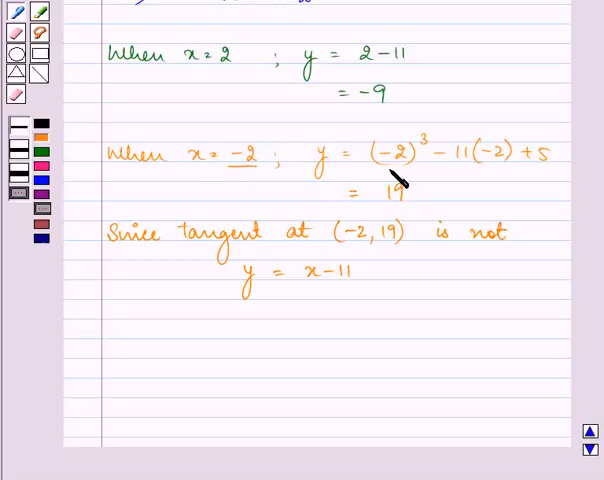 When x = 2 ; y = 2 - 11
= -9
When x = -2 ; y = (-2)³ - 11(-2) + 5
= 19
Since tangent at (-2, 19) is not
y = x - 11